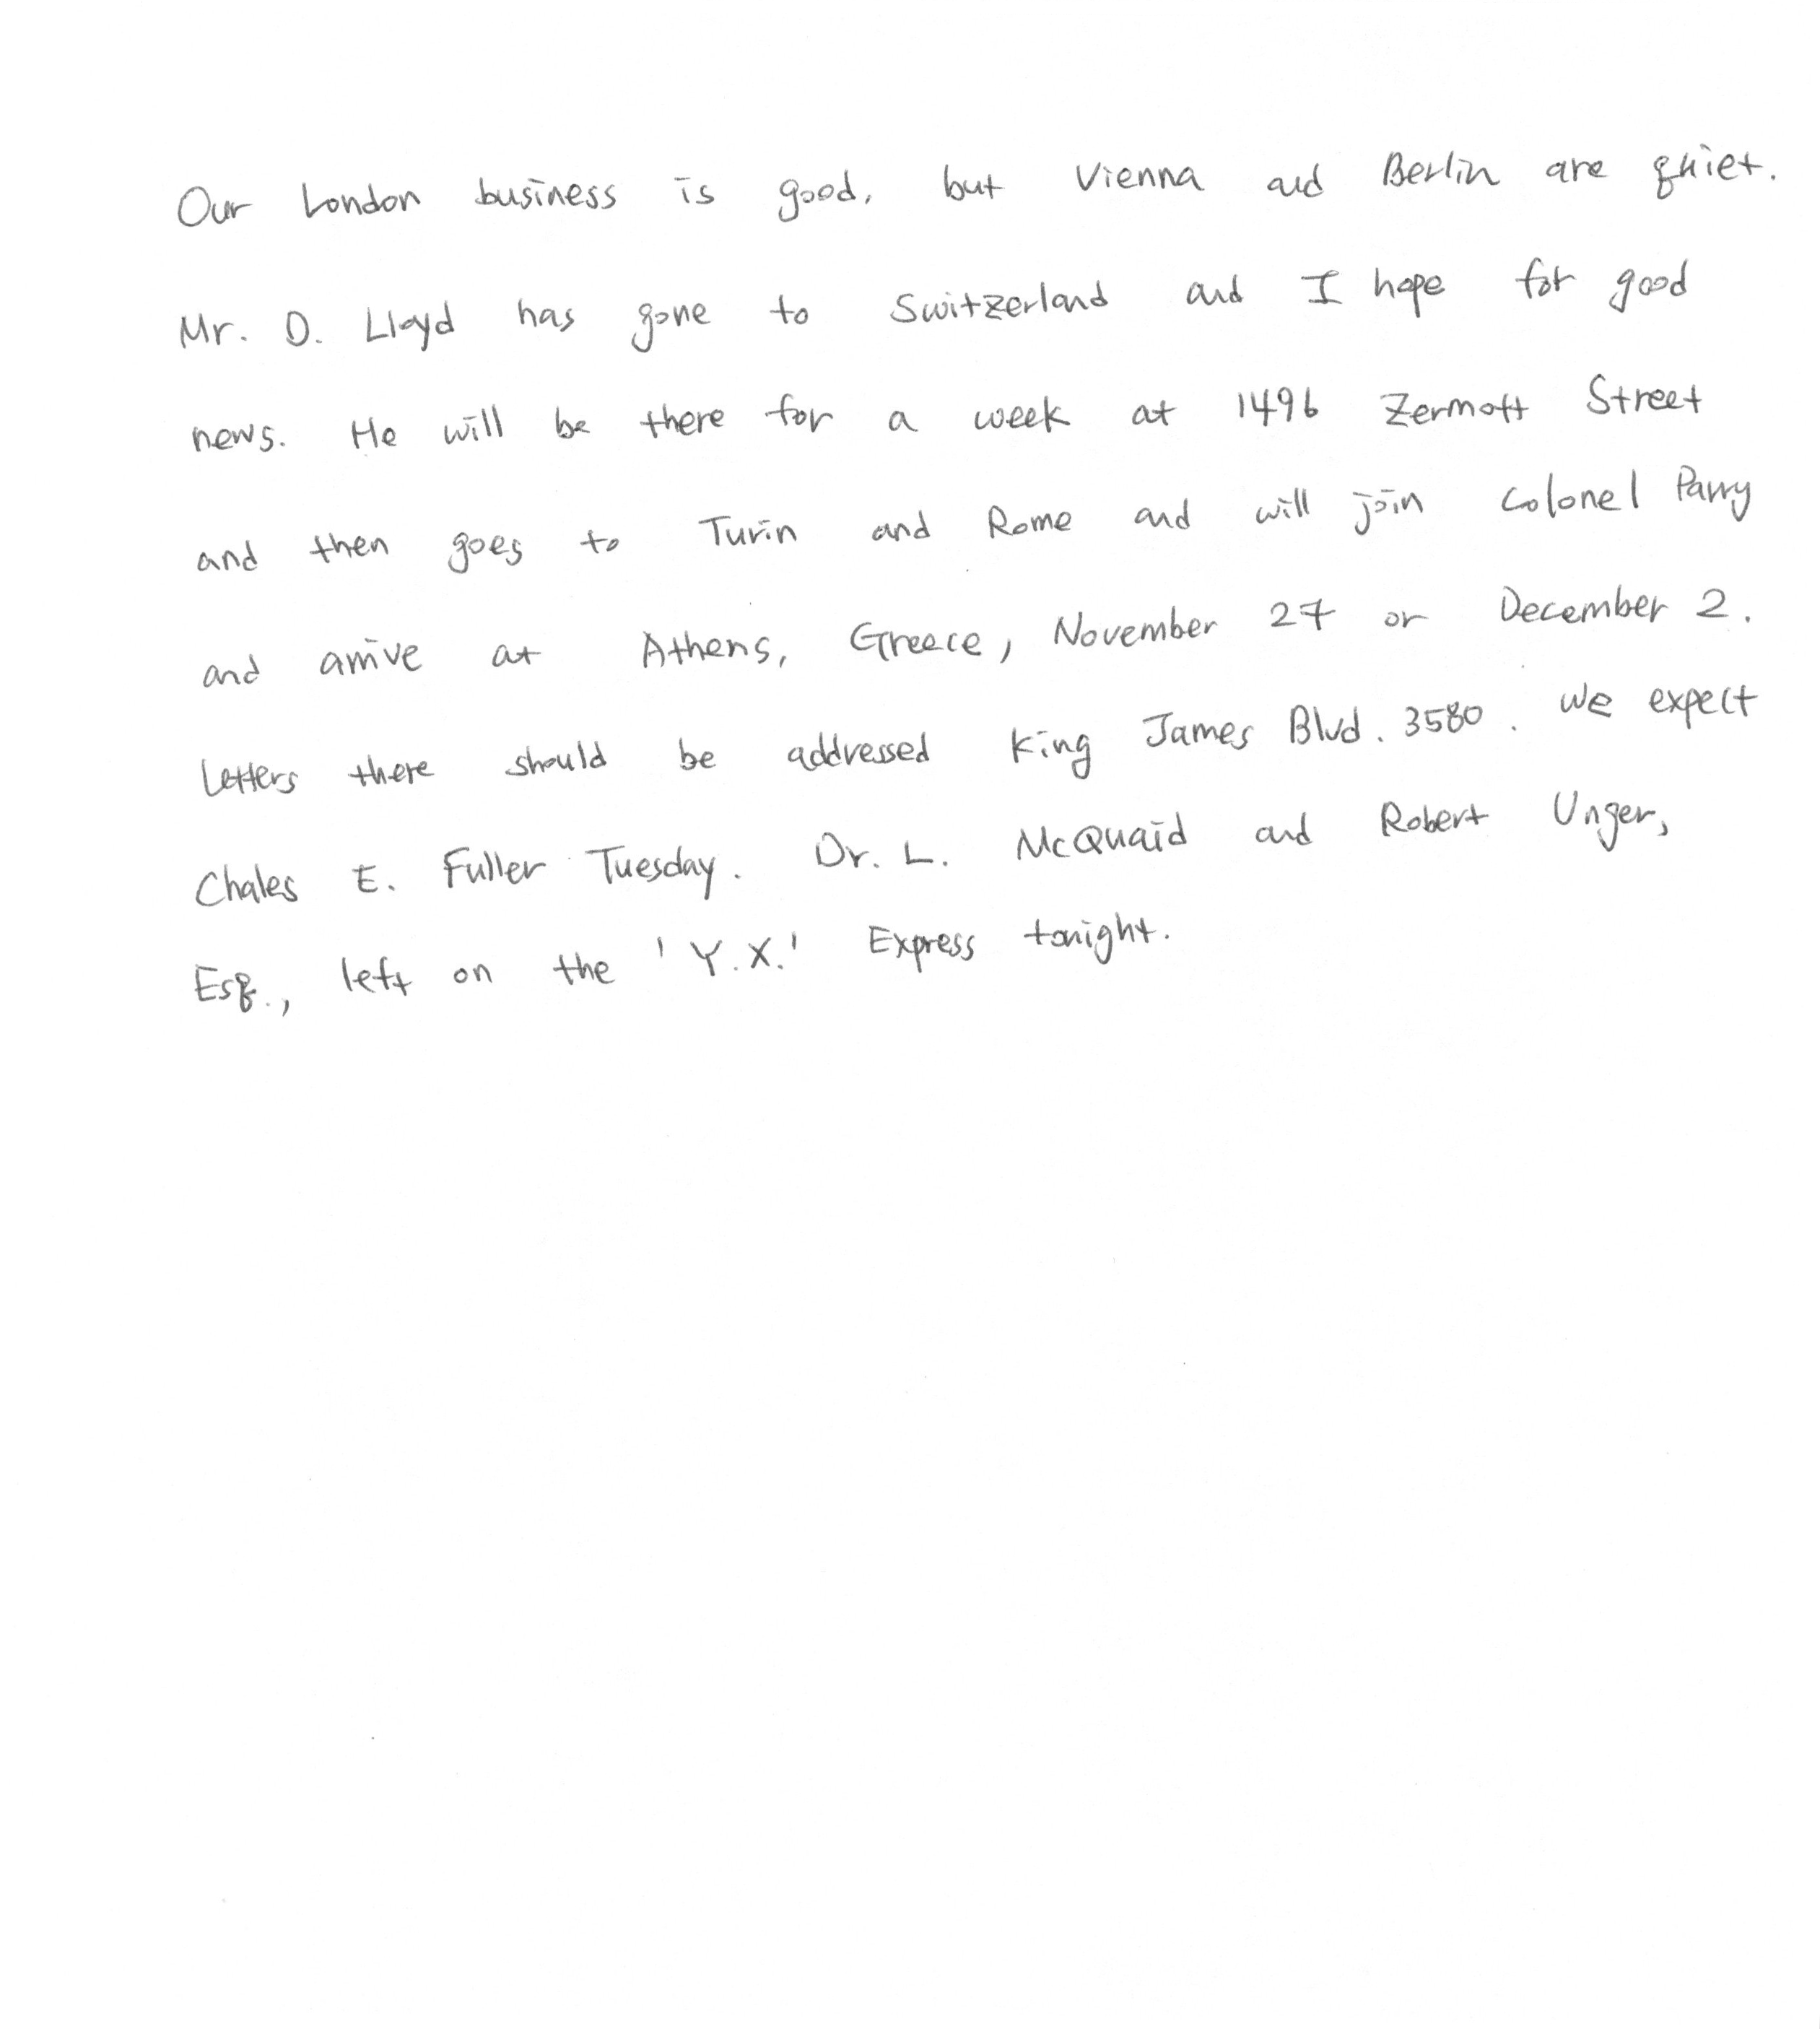 Our London business is good, but Vienna and Berlin are quiet.
Mr. D. Lloyd has gone to Switzerland and I hope for good
news. He will be there for a week at 1496 Zermott Street
and then goes to Turin and Rome and will join Colonel Parry
and arrive at Athens, Greece, November 27 or December 2.
Letters there should be addressed King James Blvd. 3580. We expect
Chales E. Fuller Tuesday. Dr. L. McQuaid and Robert Unger,
Esq., left on the 'Y.X.' Express tonight.